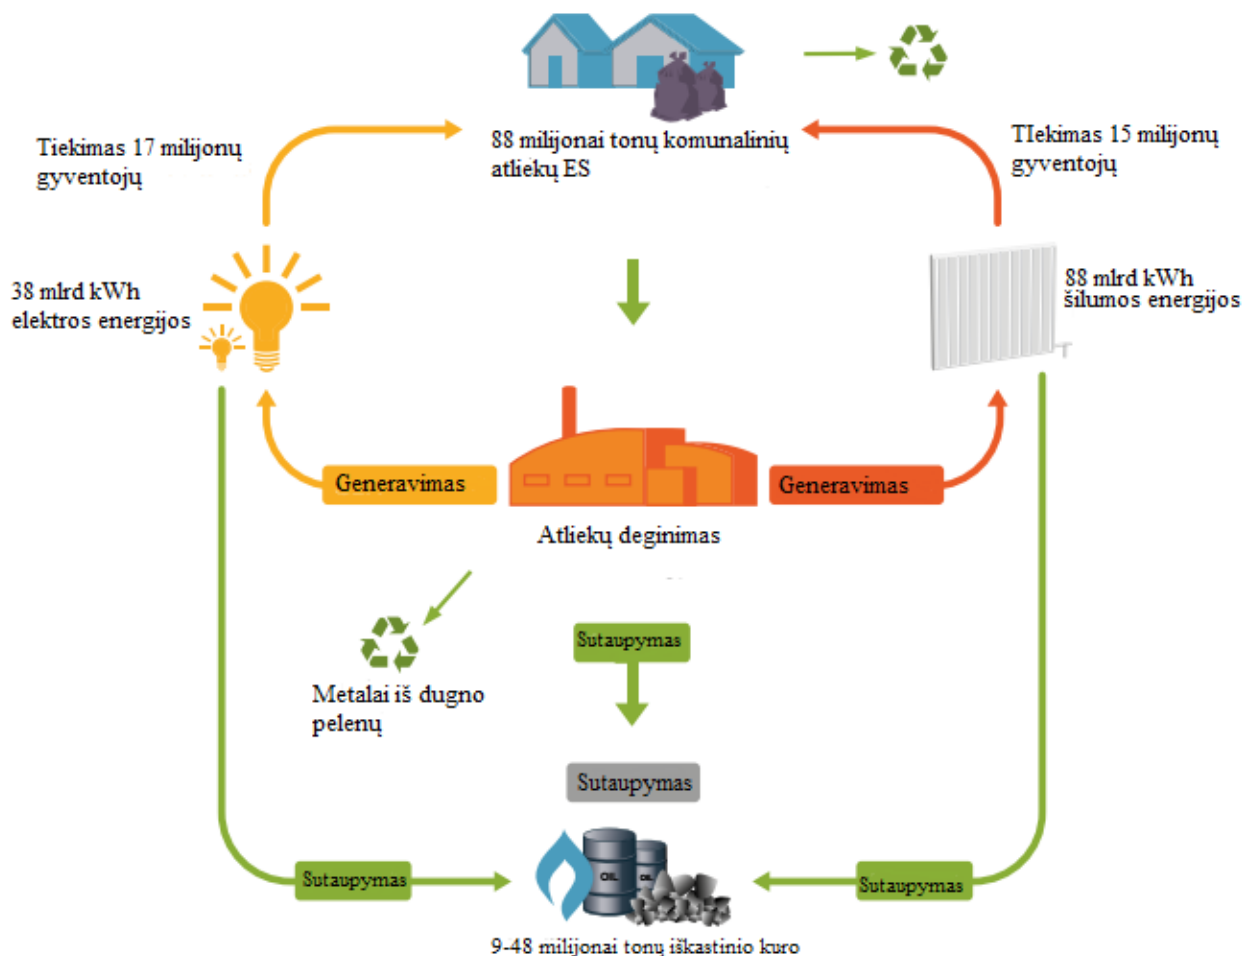 88 milijonai tonų komunalinių
atliekų ES
Tiekimas 17 milijonų
gyventojų
TIekimas 15 milijonų
gyventojų
38 mlrd kWh
elektros energijos
88 mlrd kWh
šilumos energijos
Generavimas
Generavimas
Atliekų deginimas
Sutaupymas
Metalai iš dugno
pelenų
Sutaupymas
OIL
OIL
Sutaupymas
Sutaupymas
9-48 milijonai tonų iškastinio kuro